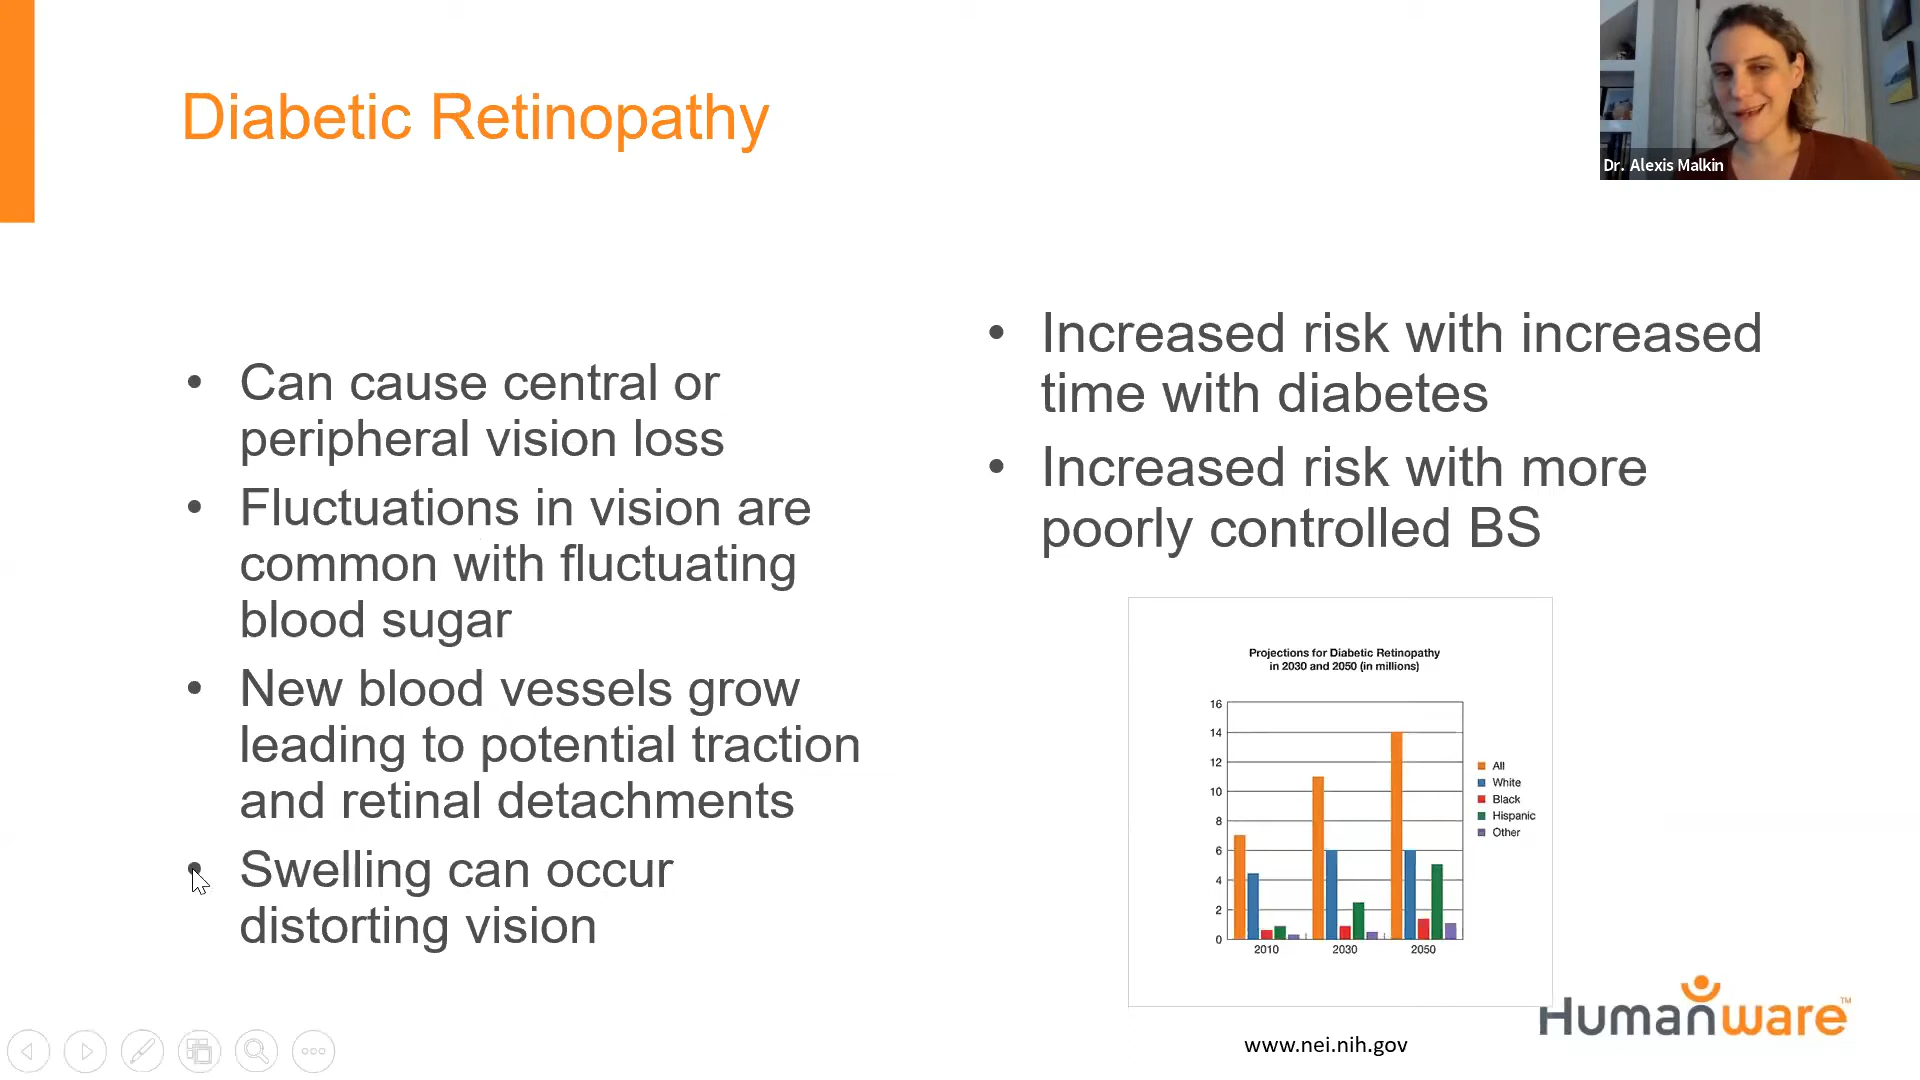 Diabetic Retinopathy
Dr. Alexis Malkin
• Can cause central or
peripheral vision loss
• Fluctuations in vision are
common with fluctuating
blood sugar
• New blood vessels grow
leading to potential traction
and retinal detachments
• Swelling can occur
distorting vision
• Increased risk with increased
time with diabetes
• Increased risk with more
poorly controlled BS
Projections for Diabetic Retinopathy
in 2030 and 2050 (in millions)
16
14
12
10
8
6
4
2
0
2010 2030 2050
All
White
Black
Hispanic
Other
www.nei.nih.gov
Humanware™